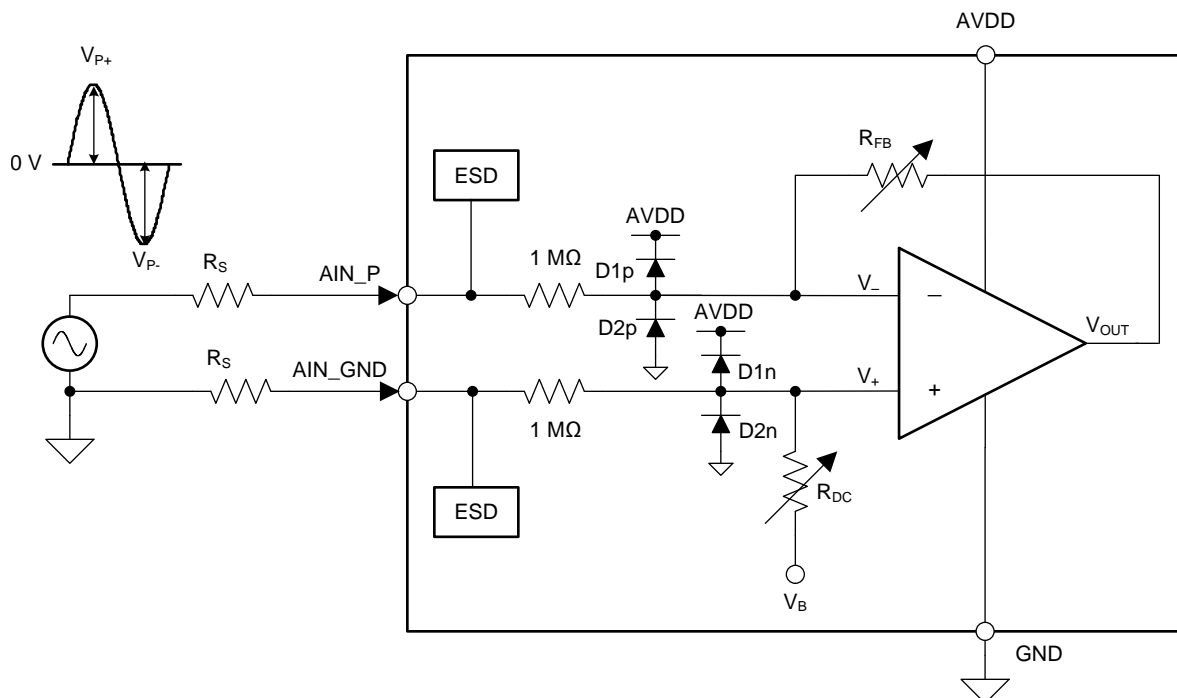 AVDD
V_P+
0 V
V_P-
ESD
R_FB
AVDD
R_S
AIN_P
1 MΩ
D1p
V_–
–
D2p
AVDD
V_OUT
R_S
AIN_GND
D1n
V_+
+
1 MΩ
D2n
ESD
R_DC
V_B
GND